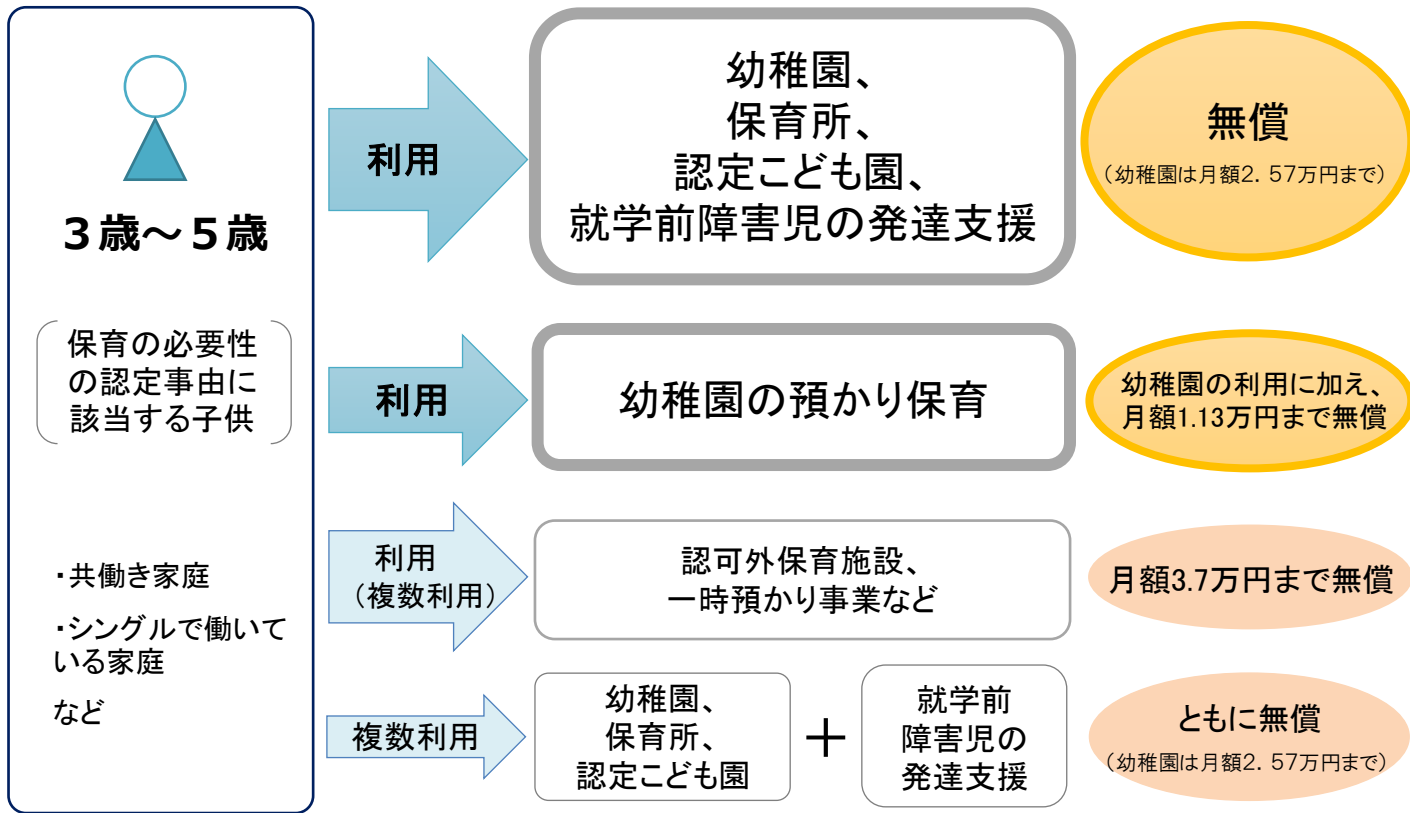 ３歳～５歳
保育の必要性
の認定事由に
該当する子供
・共働き家庭
・シングルで働いて
いる家庭
など
利用
幼稚園、
保育所、
認定こども園、
就学前障害児の発達支援
無償
（幼稚園は月額２．５７万円まで）
利用
幼稚園の預かり保育
幼稚園の利用に加え、
月額1.13万円まで無償
利用
（複数利用）
認可外保育施設、
一時預かり事業など
月額3.7万円まで無償
複数利用
幼稚園、
保育所、
認定こども園
＋
就学前
障害児の
発達支援
ともに無償
（幼稚園は月額２．５７万円まで）